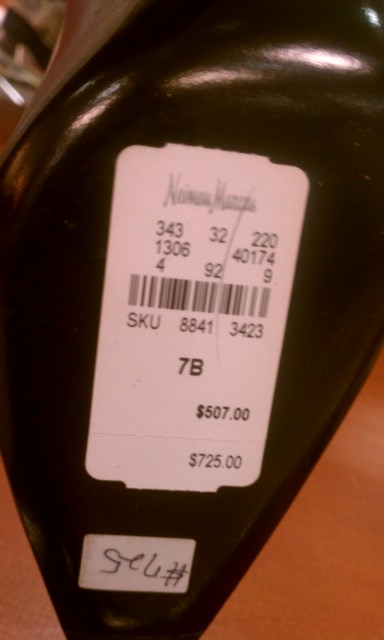 Neiman Marcus
343 32 220
1306 40174
4 92 9
SKU 8841 3423
7B
$507.00
$725.00
#725